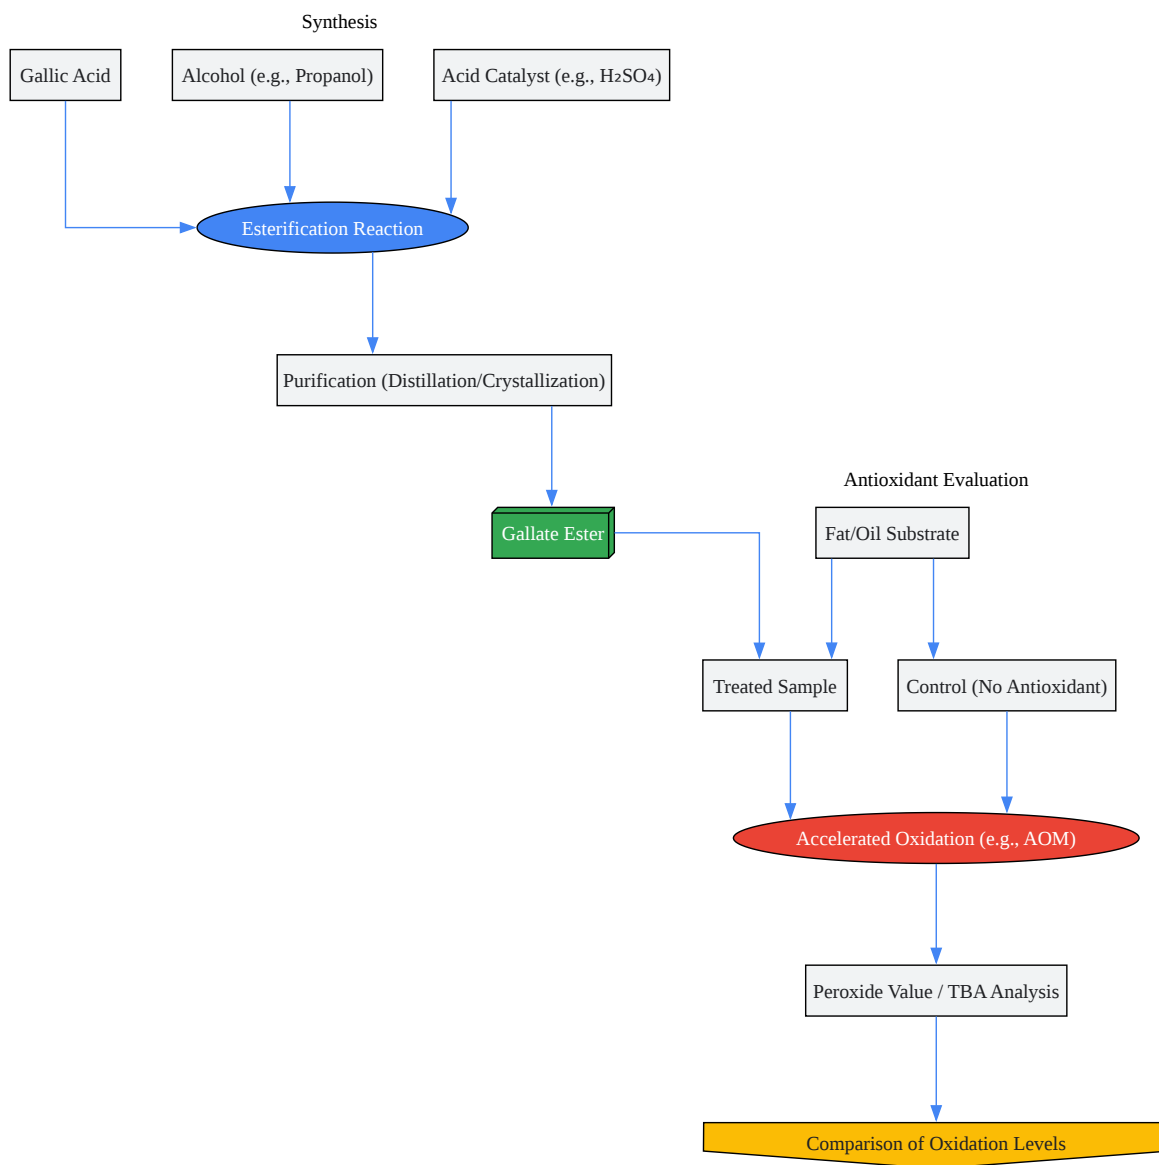 Synthesis
Gallic Acid
Alcohol (e.g., Propanol)
Acid Catalyst (e.g., H₂SO₄)
Esterification Reaction
Purification (Distillation/Crystallization)
Antioxidant Evaluation
Gallate Ester
Fat/Oil Substrate
Treated Sample
Control (No Antioxidant)
Accelerated Oxidation (e.g., AOM)
Peroxide Value / TBA Analysis
Comparison of Oxidation Levels